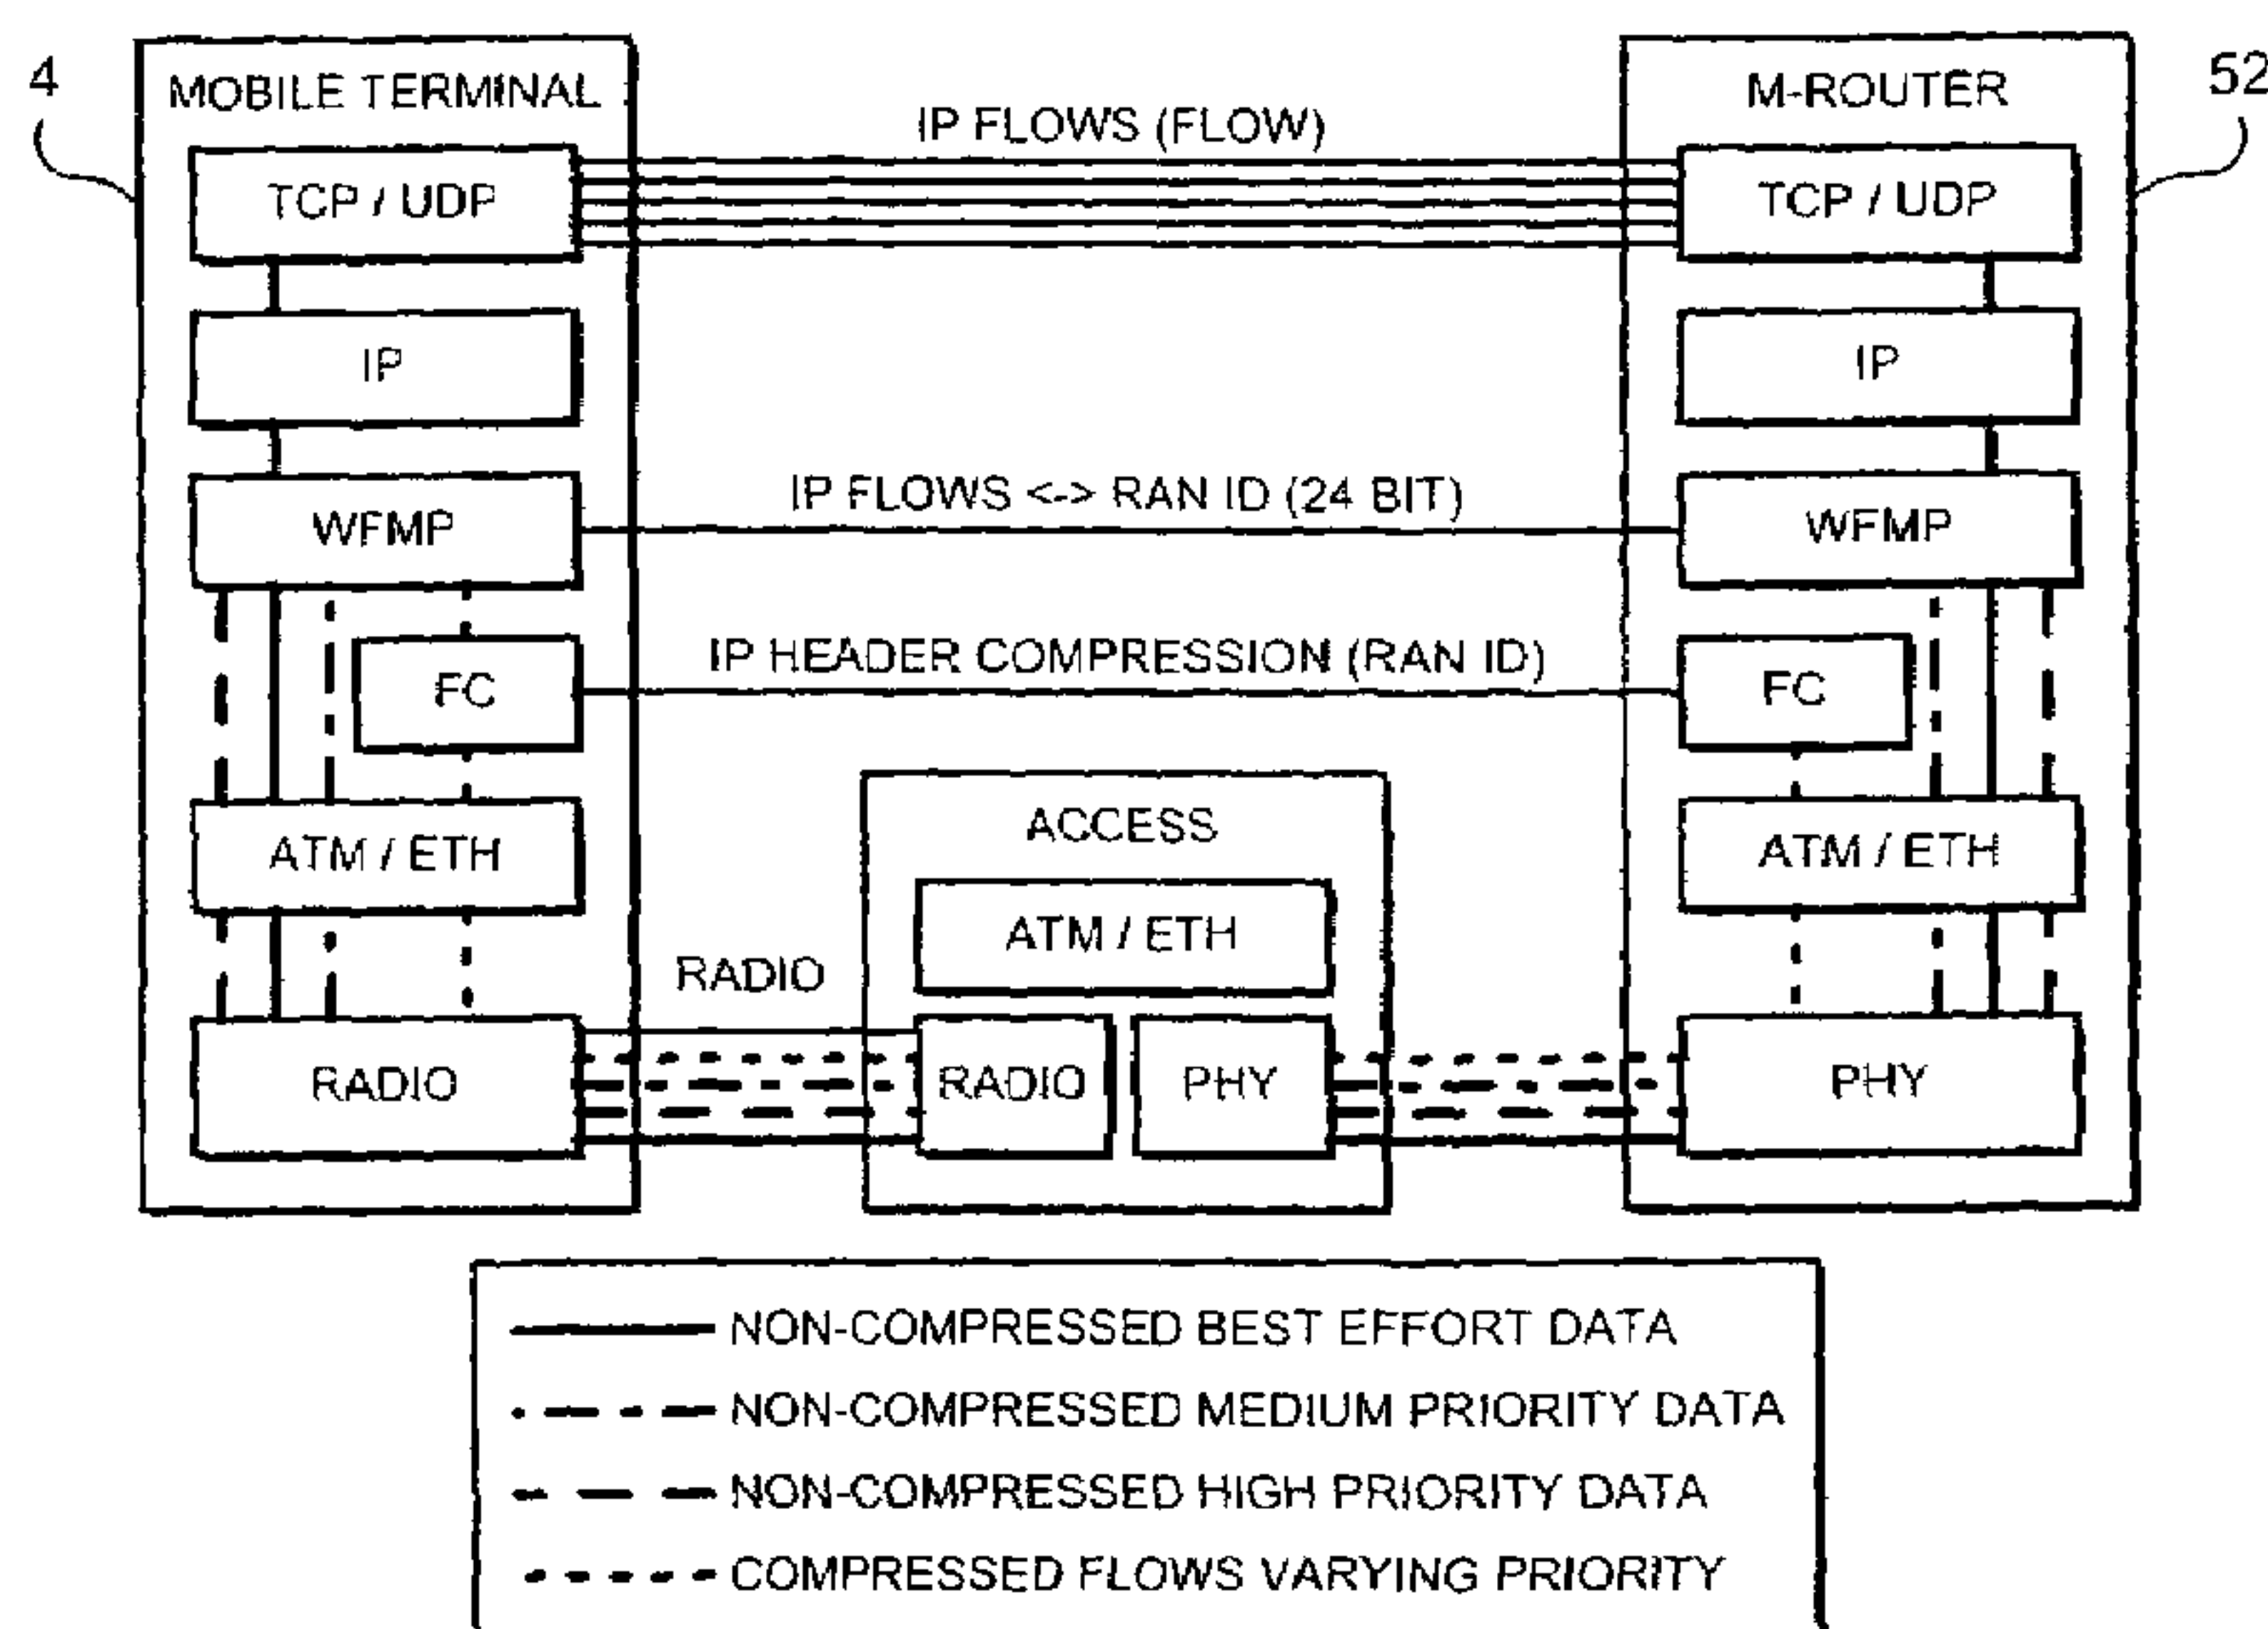 4
MOBILE TERMINAL
M-ROUTER
52
IP FLOWS (FLOW)
TCP / UDP
TCP / UDP
IP
IP
IP FLOWS <-> RAN ID (24 BIT)
WFMP
WFMP
IP HEADER COMPRESSION (RAN ID)
FC
FC
ACCESS
ATM / ETH
ATM / ETH
ATM / ETH
RADIO
RADIO
RADIO
PHY
PHY
NON-COMPRESSED BEST EFFORT DATA
NON-COMPRESSED MEDIUM PRIORITY DATA
NON-COMPRESSED HIGH PRIORITY DATA
COMPRESSED FLOWS VARYING PRIORITY